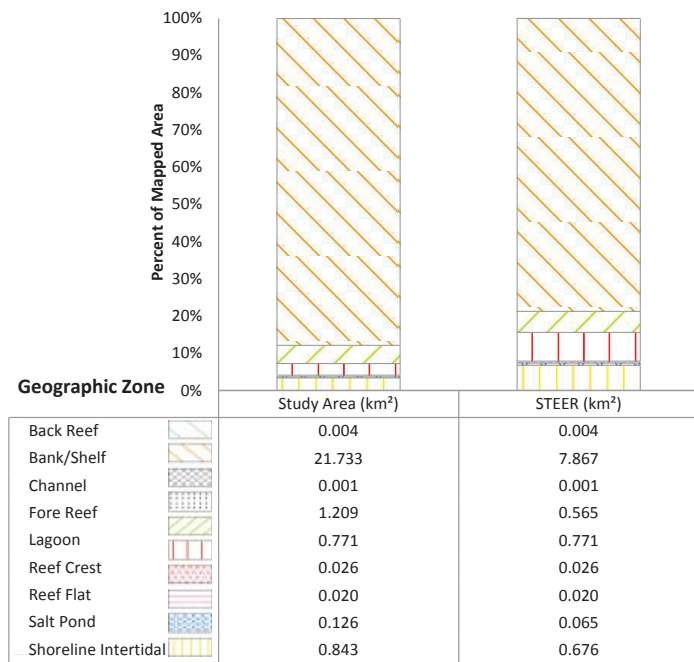 100%
90%
80%
70%
60%
50%
40%
30%
20%
10%
0%
Percent of Mapped Area
Geographic Zone
Study Area (km²) STEER (km²)
Back Reef 0.004 0.004
Bank/Shelf 21.733 7.867
Channel 0.001 0.001
Fore Reef 1.209 0.565
Lagoon 0.771 0.771
Reef Crest 0.026 0.026
Reef Flat 0.020 0.020
Salt Pond 0.126 0.065
Shoreline Intertidal 0.843 0.676